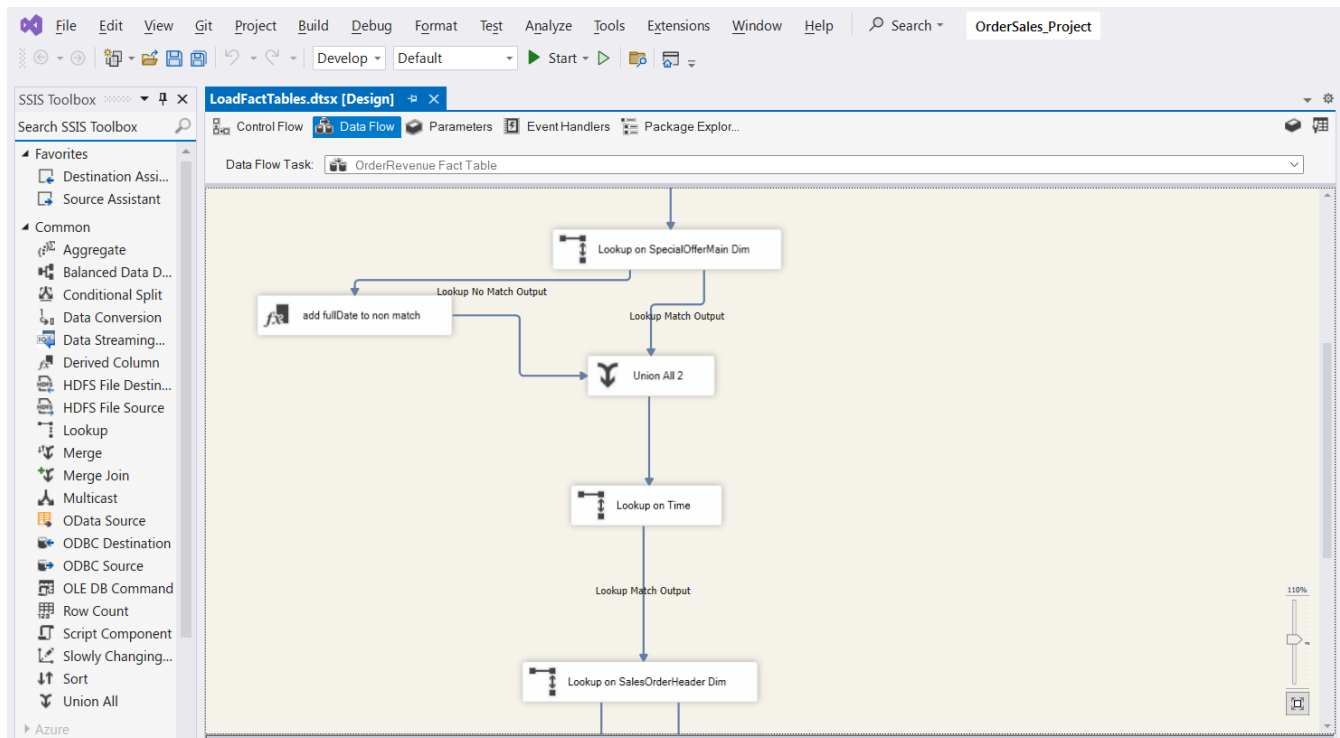 File Edit View Git Project Build Debug Format Test Analyze Tools Extensions Window Help Search OrderSales_Project
Develop Default Start
SSIS Toolbox
LoadFactTables.dtsx [Design]
Search SSIS Toolbox
Control Flow Data Flow Parameters Event Handlers Package Explor...
Favorites
Data Flow Task: OrderRevenue Fact Table
Destination Assi...
Source Assistant
Common
Aggregate
Balanced Data D...
Conditional Split
Data Conversion
Data Streaming...
Derived Column
HDFS File Destin...
HDFS File Source
Lookup
Merge
Merge Join
Multicast
OData Source
ODBC Destination
ODBC Source
OLE DB Command
Row Count
Script Component
Slowly Changing...
Sort
Union All
Azure
Lookup on SpecialOfferMain Dim
Lookup No Match Output
add fullDate to non match
Lookup Match Output
Union All 2
Lookup on Time
Lookup Match Output
Lookup on SalesOrderHeader Dim
110%